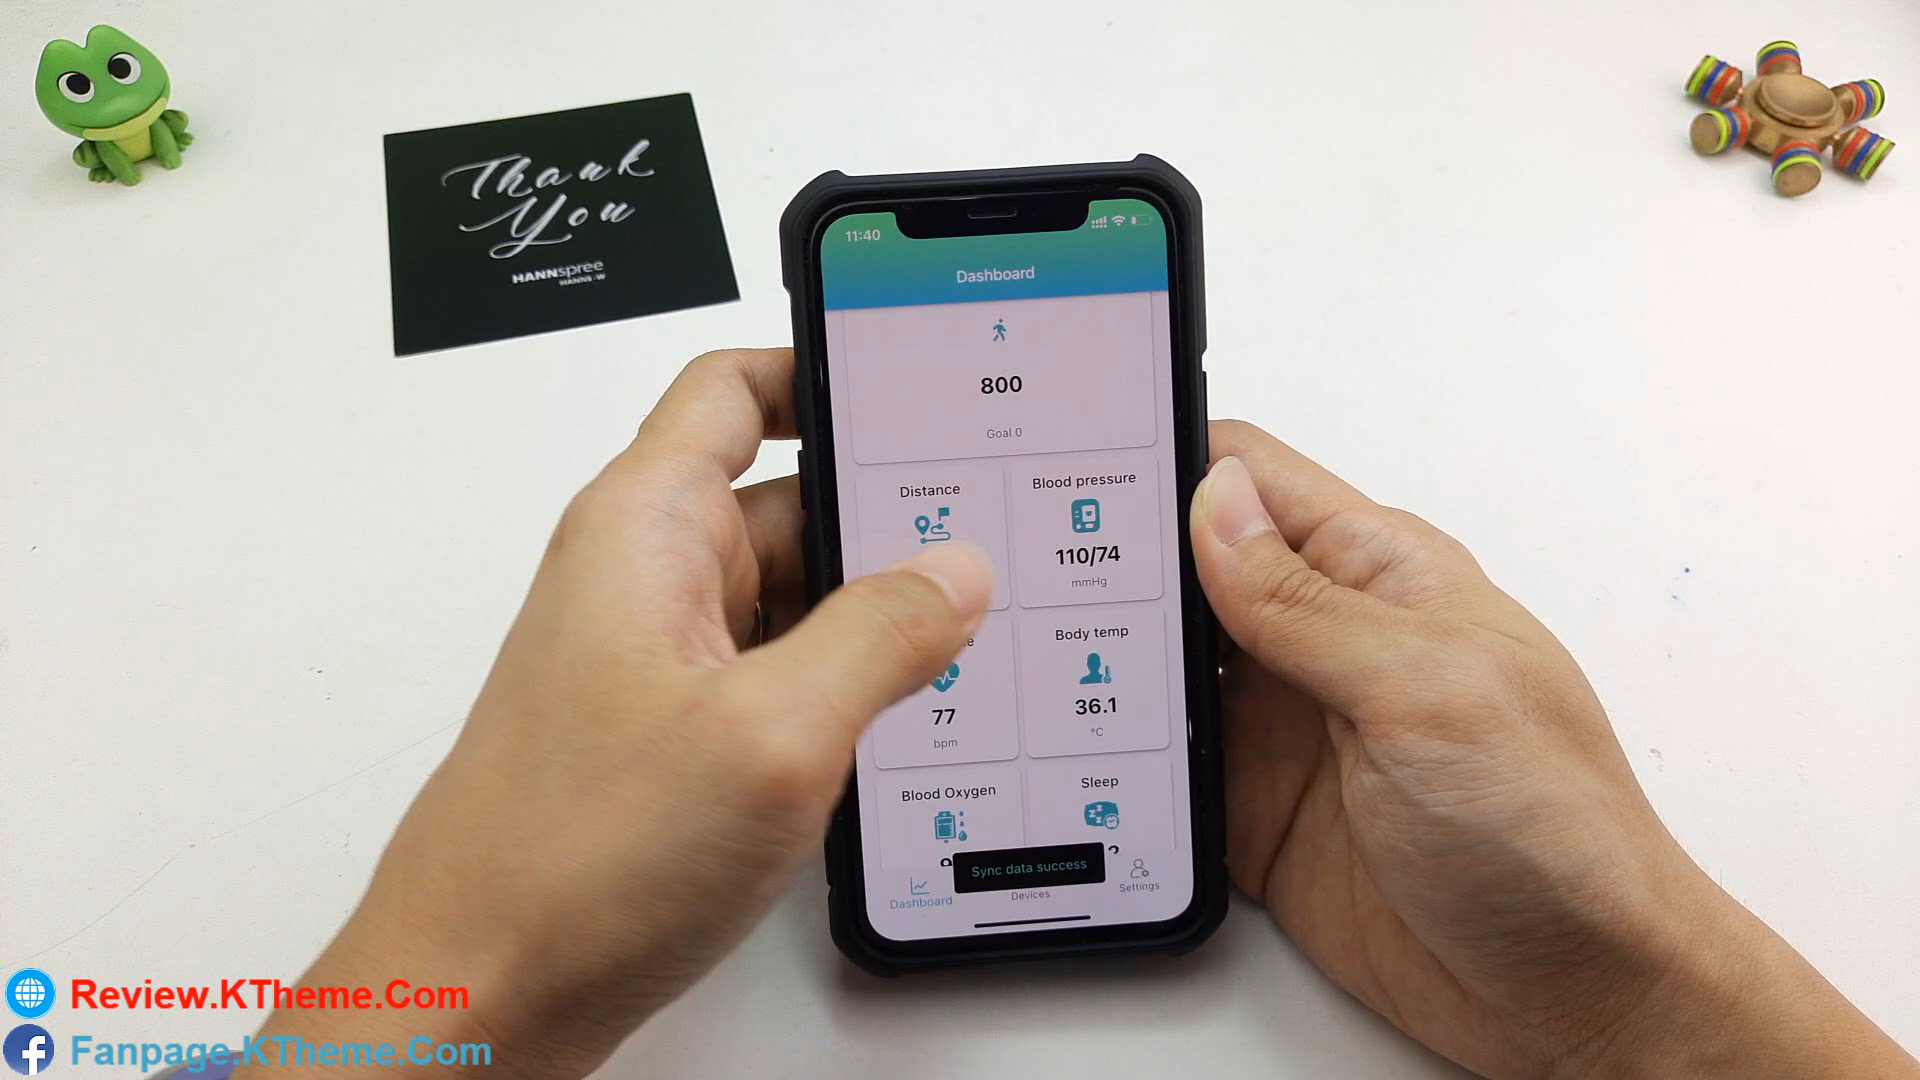 Thank
You
HANNspree
HANNS·W
11:40
Dashboard
800
Goal 0
Distance
Blood pressure
110/74
mmHg
Body temp
36.1
°C
77
bpm
Blood Oxygen
Sleep
Sync data success
Dashboard
Devices
Settings
Review.KTheme.Com
Fanpage.KTheme.Com